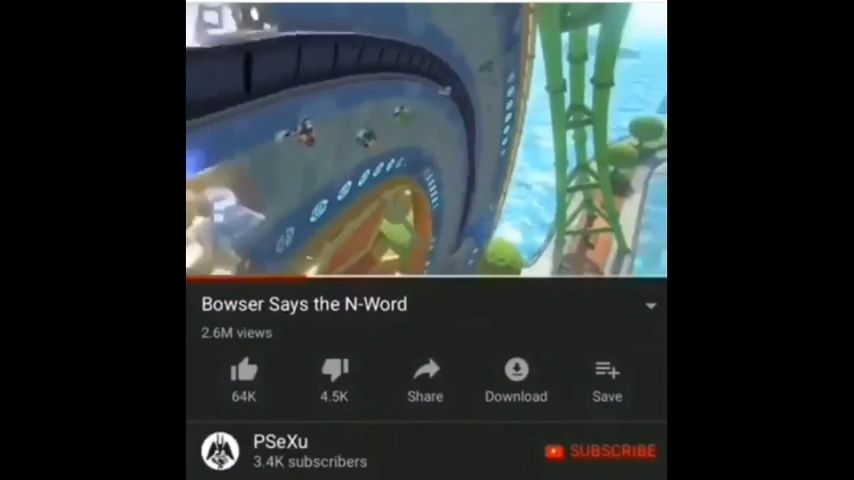 Bowser Says the N-Word
2.6M views
64K
4.5K
Share
Download
Save
PSeXu
3.4K subscribers
SUBSCRIBE